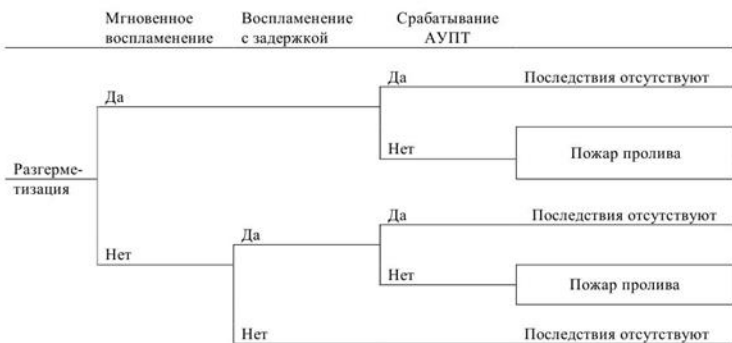 Мгновенное Воспламенение Срабатывание
воспламенение с задержкой АУПТ
Да Последствия отсутствуют
Да
Нет Пожар пролива
Разгерме-
тизация
Да Последствия отсутствуют
Да
Нет
Нет Пожар пролива
Нет Последствия отсутствуют